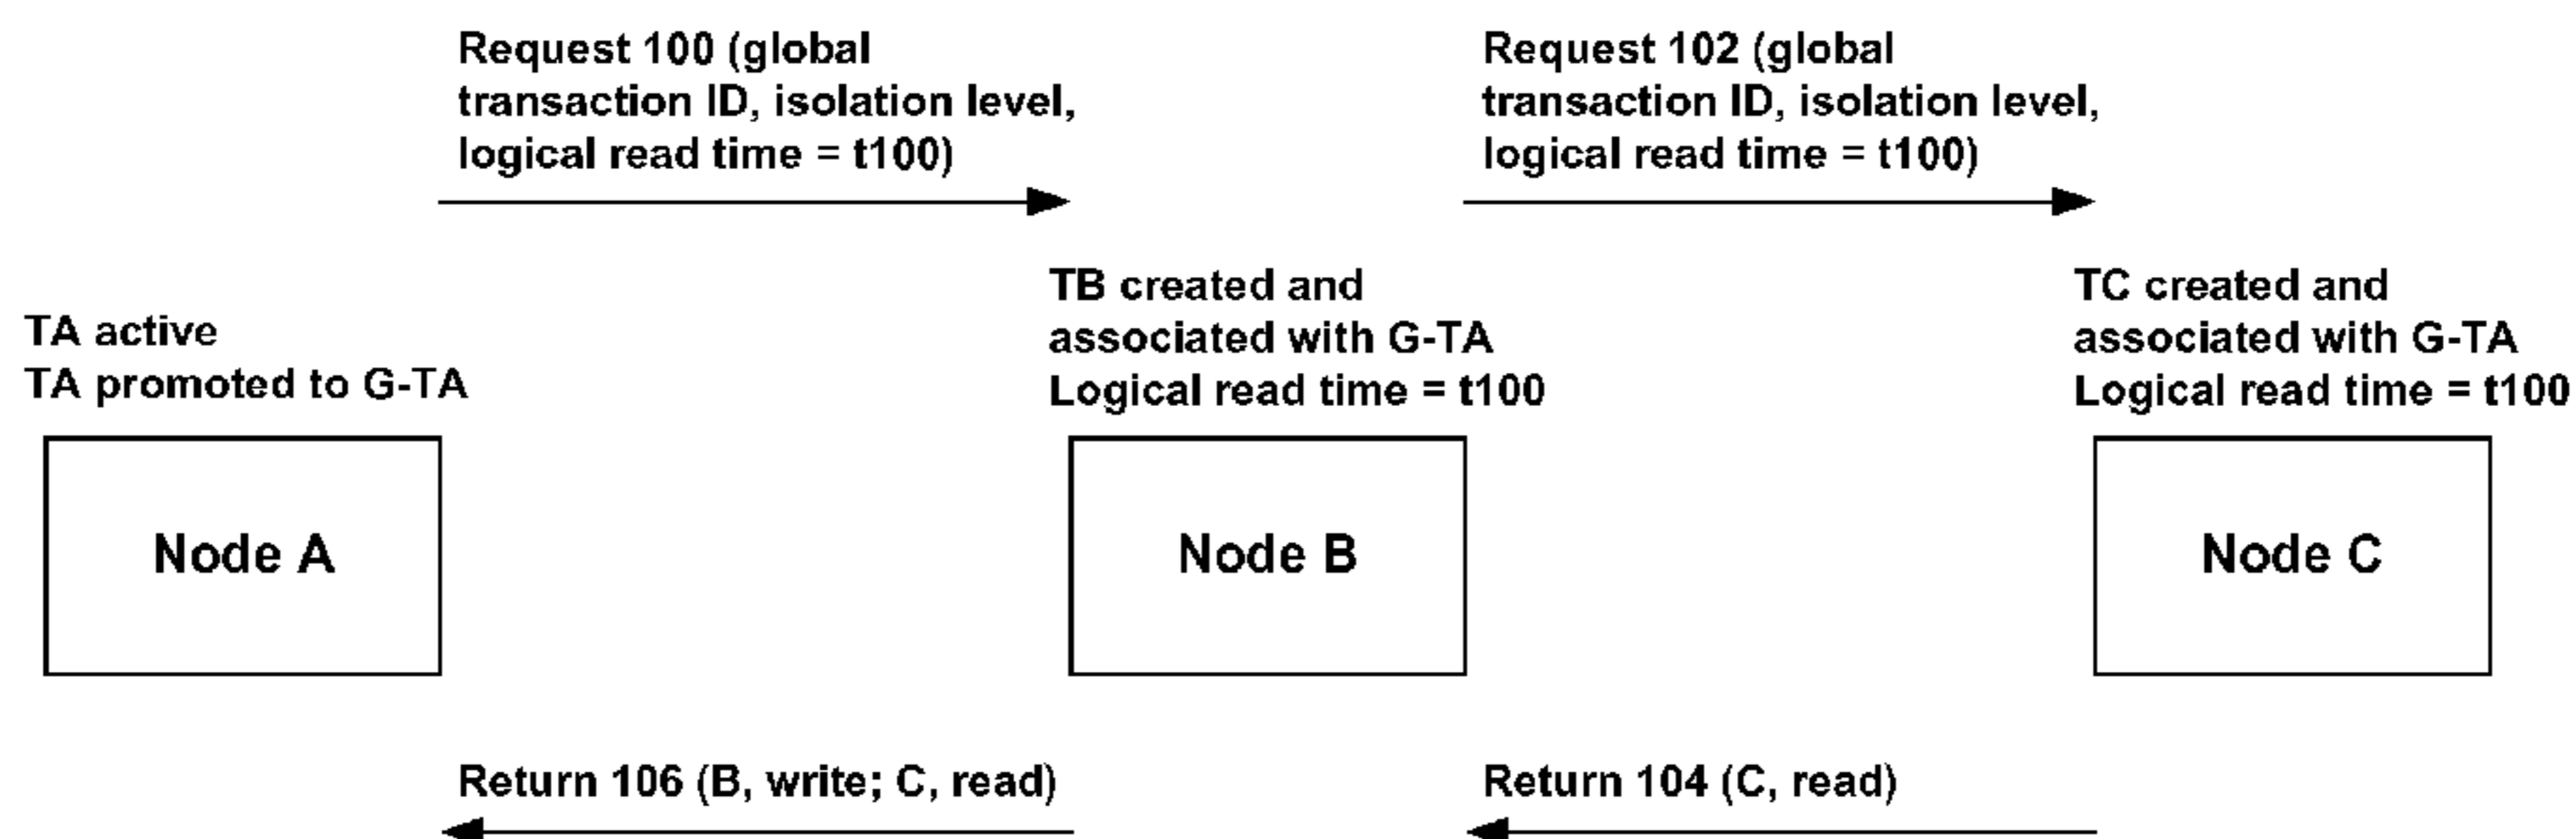 Request 100 (global
transaction ID, isolation level,
logical read time = t100)
Request 102 (global
transaction ID, isolation level,
logical read time = t100)
TA active
TA promoted to G-TA
TB created and
associated with G-TA
Logical read time = t100
TC created and
associated with G-TA
Logical read time = t100
Node A
Node B
Node C
Return 106 (B, write; C, read)
Return 104 (C, read)